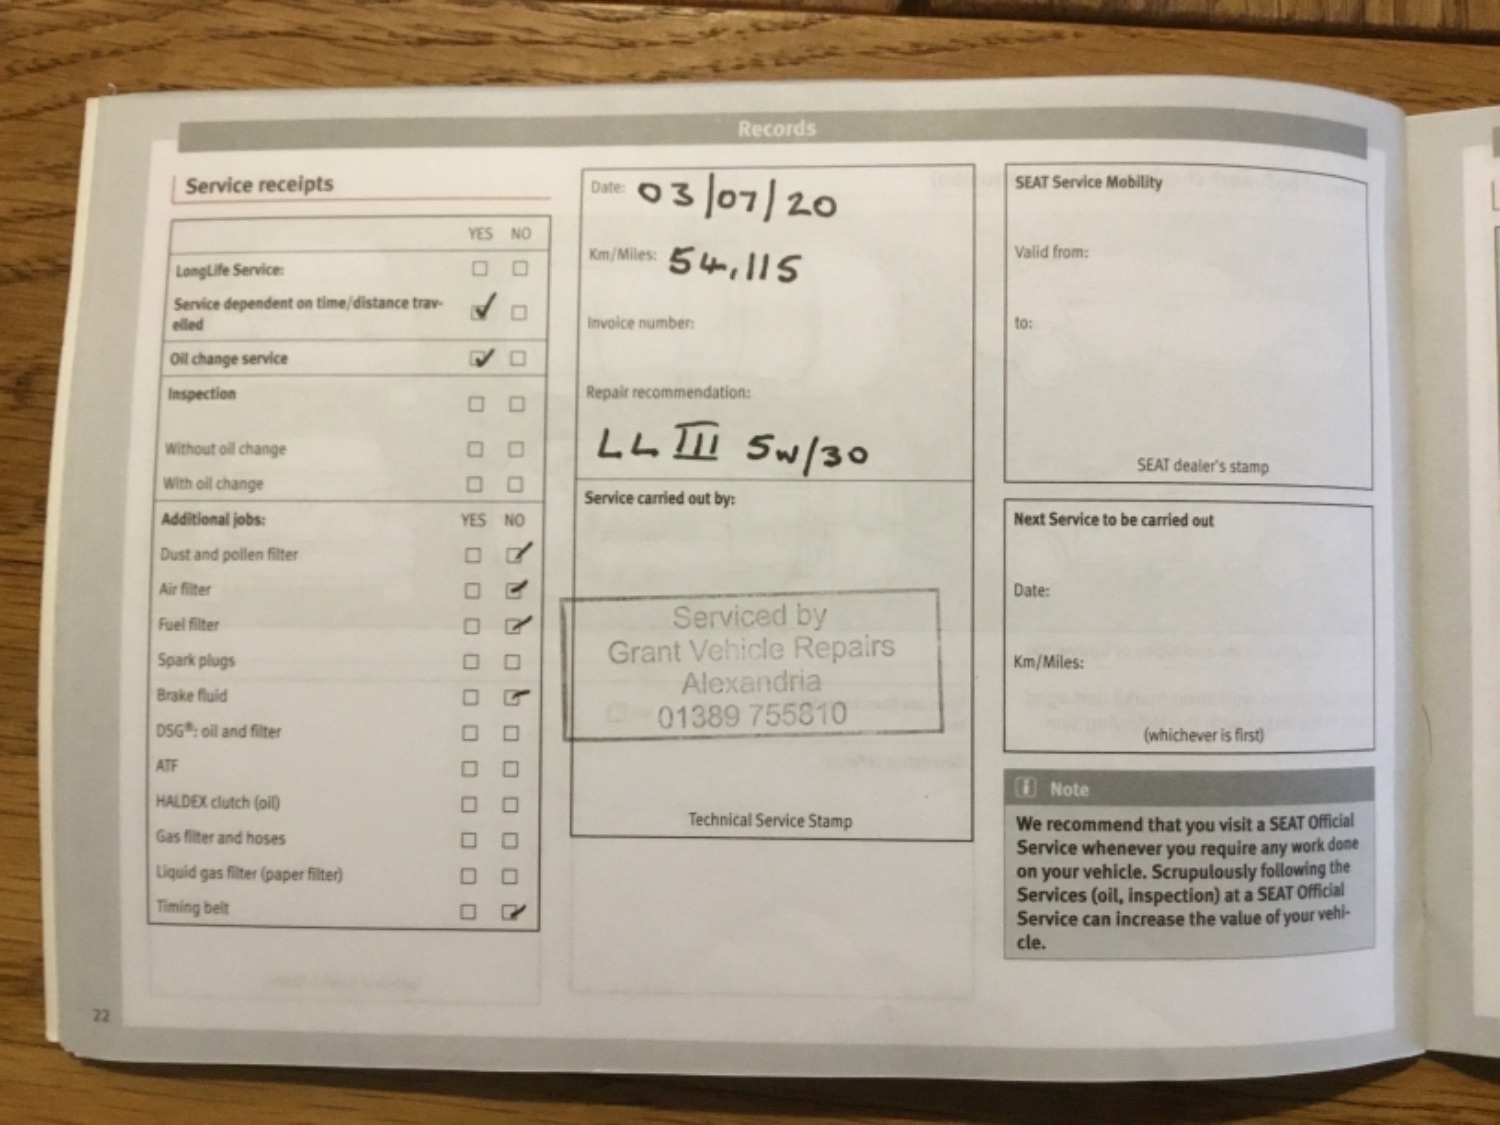 Records
Service receipts
YES NO
LongLife Service:
Service dependent on time/distance trav-
elled
Oil change service
Inspection
Without oil change
With oil change
Additional jobs: YES NO
Dust and pollen filter
Air filter
Fuel filter
Spark plugs
Brake fluid
DSG®: oil and filter
ATF
HALDEX clutch (oil)
Gas filter and hoses
Liquid gas filter (paper filter)
Timing belt
22
Date: 03/07/20
Km/Miles: 54,115
Invoice number:
Repair recommendation:
LL III 5W/30
Service carried out by:
Serviced by
Grant Vehicle Repairs
Alexandria
01389 755810
Technical Service Stamp
SEAT Service Mobility
Valid from:
to:
SEAT dealer's stamp
Next Service to be carried out
Date:
Km/Miles:
(whichever is first)
i Note
We recommend that you visit a SEAT Official
Service whenever you require any work done
on your vehicle. Scrupulously following the
Services (oil, inspection) at a SEAT Official
Service can increase the value of your vehi-
cle.